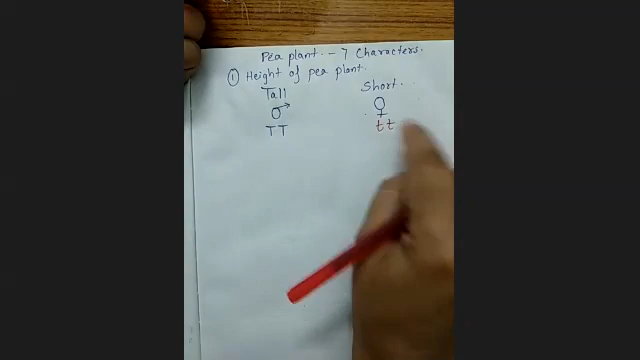 Pea plant - 7 Characters.
① Height of pea plant.
Tall Short.
♂ ♀
TT tt